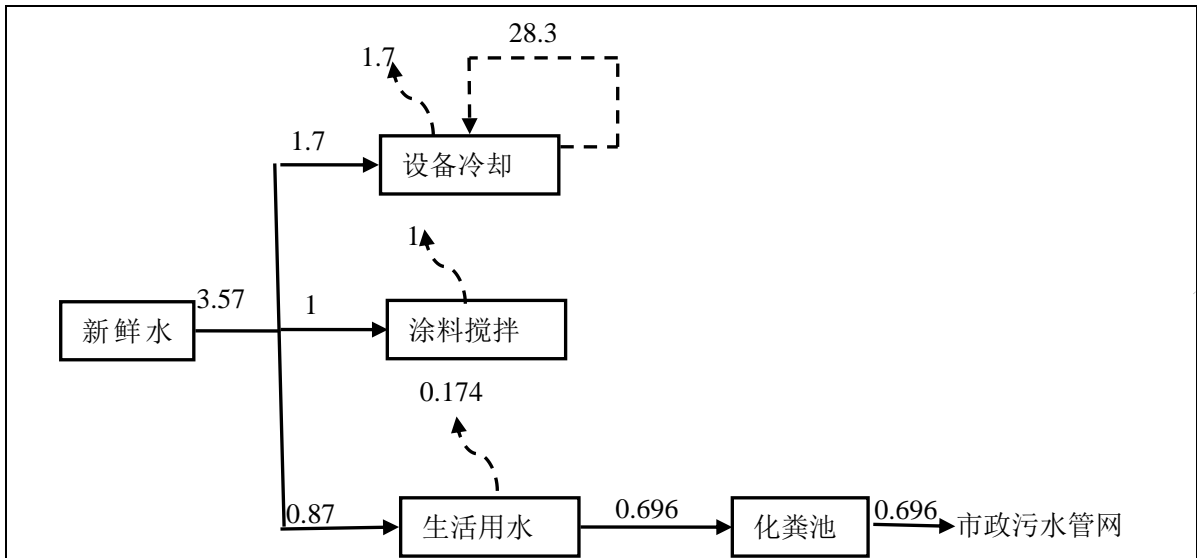 28.3
1.7
1.7
设备冷却
1
3.57
1
新鲜水
涂料搅拌
0.174
0.87
生活用水
0.696
化粪池
0.696
市政污水管网